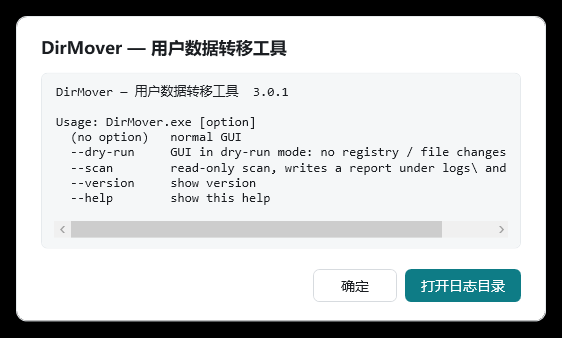 DirMover — 用户数据转移工具
DirMover — 用户数据转移工具  3.0.1
Usage: DirMover.exe [option]
  (no option)   normal GUI
  --dry-run     GUI in dry-run mode: no registry / file changes
  --scan        read-only scan, writes a report under logs\ and
  --version     show version
  --help        show this help
确定
打开日志目录